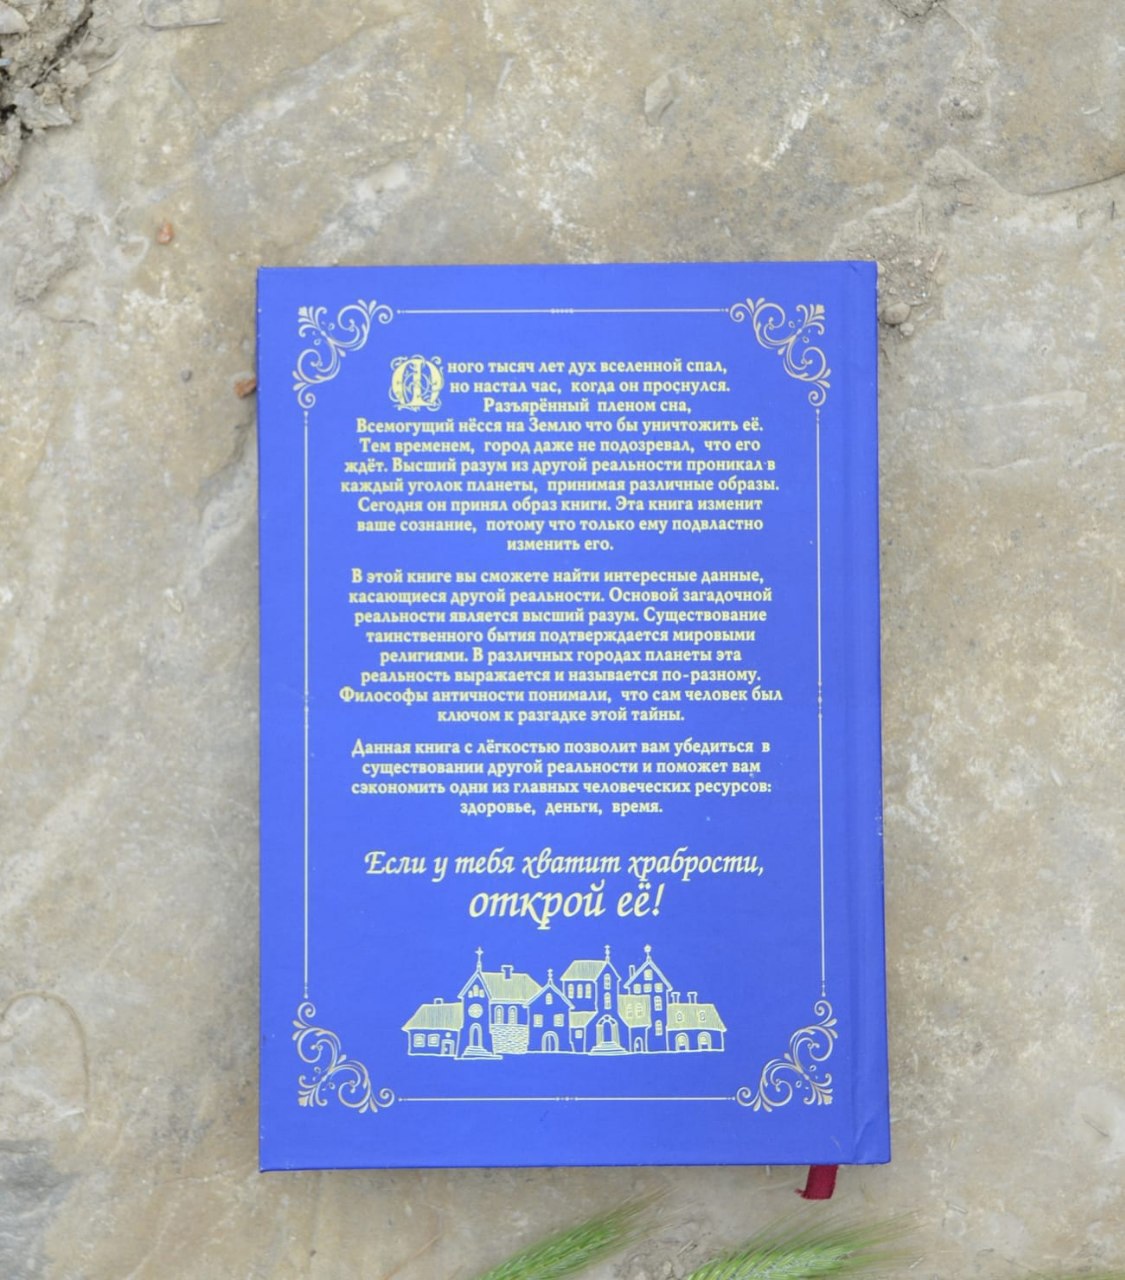 Много тысяч лет дух вселенной спал,
но настал час, когда он проснулся.
Разъярённый пленом сна,
Всемогущий нёсся на Землю что бы уничтожить её.
Тем временем, город даже не подозревал, что его
ждёт. Высший разум из другой реальности проникал в
каждый уголок планеты, принимая различные образы.
Сегодня он принял образ книги. Эта книга изменит
ваше сознание, потому что только ему подвластно
изменить его.
В этой книге вы сможете найти интересные данные,
касающиеся другой реальности. Основой загадочной
реальности является высший разум. Существование
таинственного бытия подтверждается мировыми
религиями. В различных городах планеты эта
реальность выражается и называется по-разному.
Философы античности понимали, что сам человек был
ключом к разгадке этой тайны.
Данная книга с лёгкостью позволит вам убедиться в
существовании другой реальности и поможет вам
сэкономить одни из главных человеческих ресурсов:
здоровье, деньги, время.
Если у тебя хватит храбрости,
открой её!